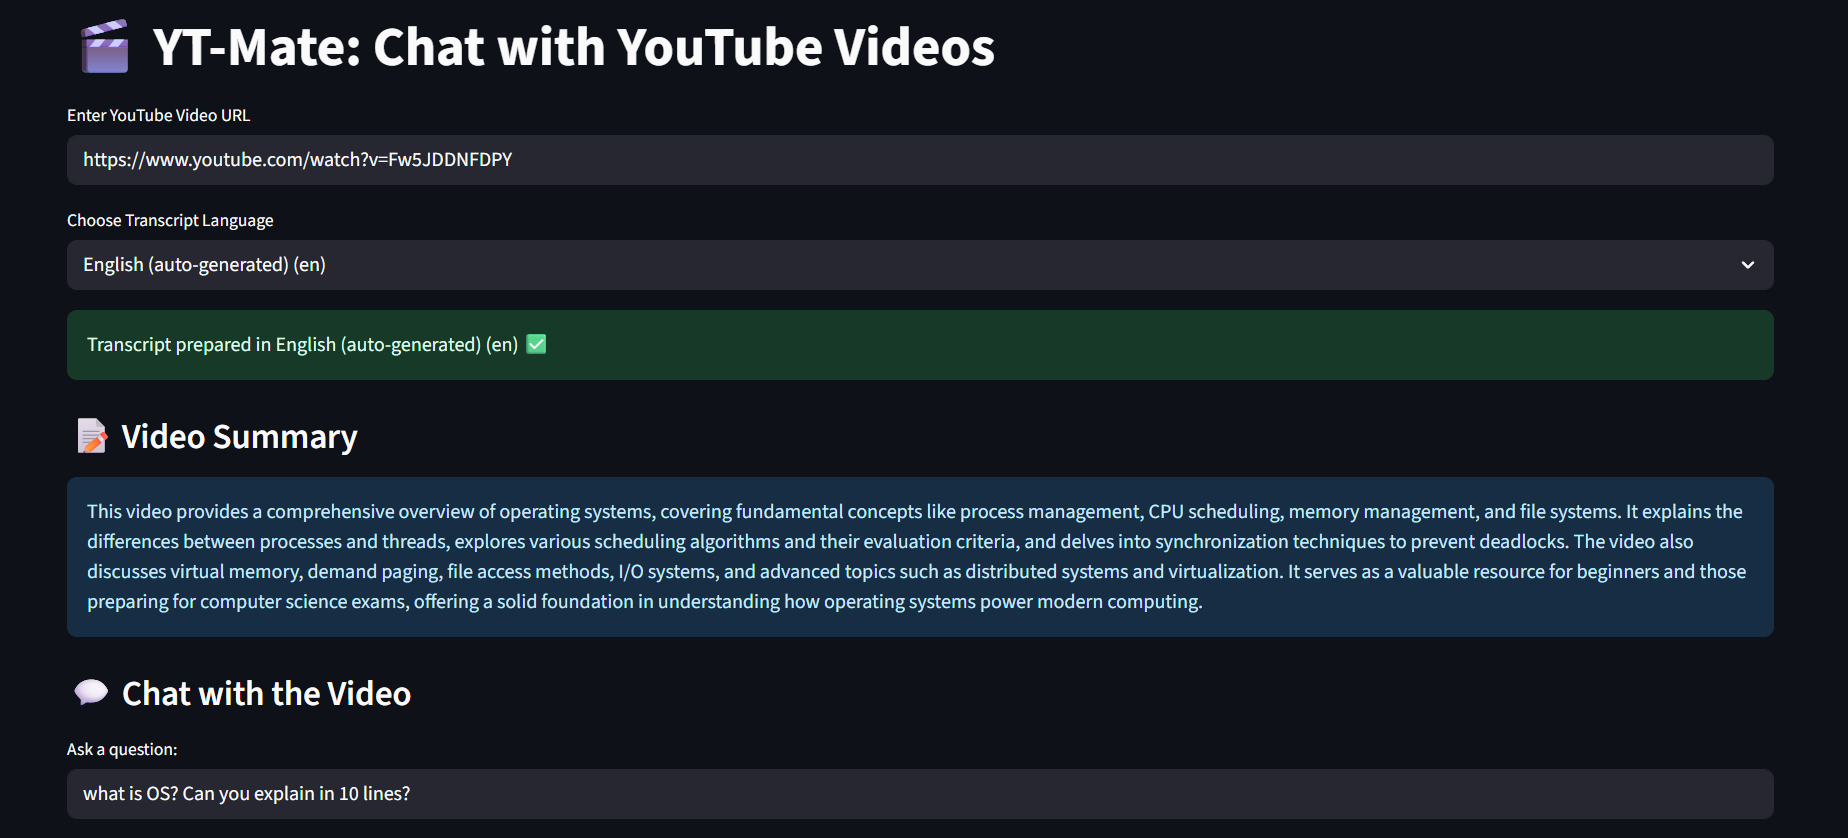 YT-Mate: Chat with YouTube Videos
Enter YouTube Video URL
https://www.youtube.com/watch?v=Fw5JDDNFDPY
Choose Transcript Language
English (auto-generated) (en)
Transcript prepared in English (auto-generated) (en) ✅
Video Summary
This video provides a comprehensive overview of operating systems, covering fundamental concepts like process management, CPU scheduling, memory management, and file systems. It explains the
differences between processes and threads, explores various scheduling algorithms and their evaluation criteria, and delves into synchronization techniques to prevent deadlocks. The video also
discusses virtual memory, demand paging, file access methods, I/O systems, and advanced topics such as distributed systems and virtualization. It serves as a valuable resource for beginners and those
preparing for computer science exams, offering a solid foundation in understanding how operating systems power modern computing.
Chat with the Video
Ask a question:
what is OS? Can you explain in 10 lines?